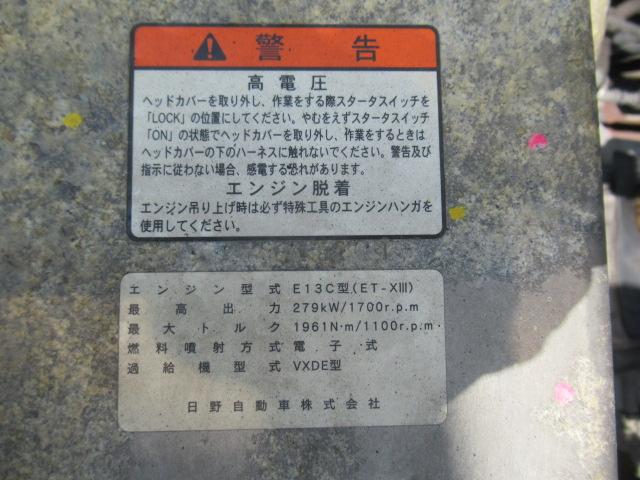 警告
高電圧
ヘッドカバーを取り外し、作業をする際スタータスイッチを
「LOCK」の位置にしてください。やむをえずスタータスイッチ
「ON」の状態でヘッドカバーを取り外し、作業をするときは
ヘッドカバーの下のハーネスに触れないでください。警告及び
指示に従わない場合、感電する恐れがあります。
エンジン脱着
エンジン吊り上げ時は必ず特殊工具のエンジンハンガを
使用してください。
エンジン型式 E13C型(ET-XIII)
最高出力 279kW/1700r.p.m
最大トルク 1961N·m/1100r.p.m
燃料噴射方式 電子式
過給機型式 VXDE型
日野自動車株式会社